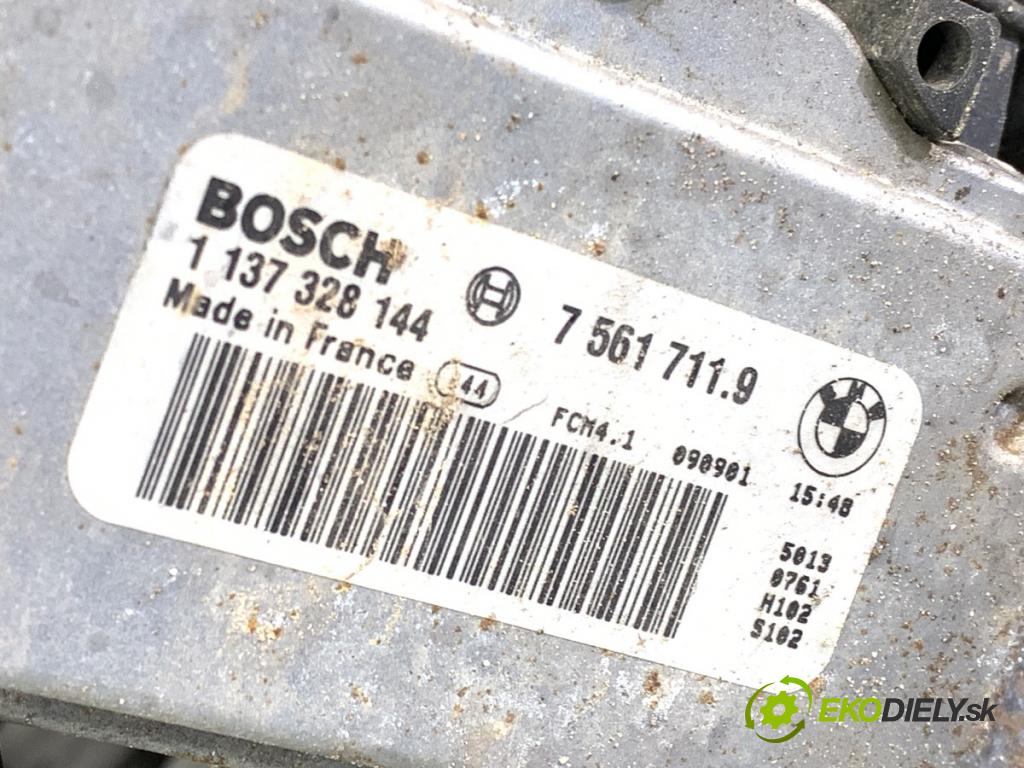 BOSCH
1 137 328 144
7 561 711.9
Made in France
44
FCM4.1
090901
15:48
5013
0761
H102
S102
EKODIELY.sk